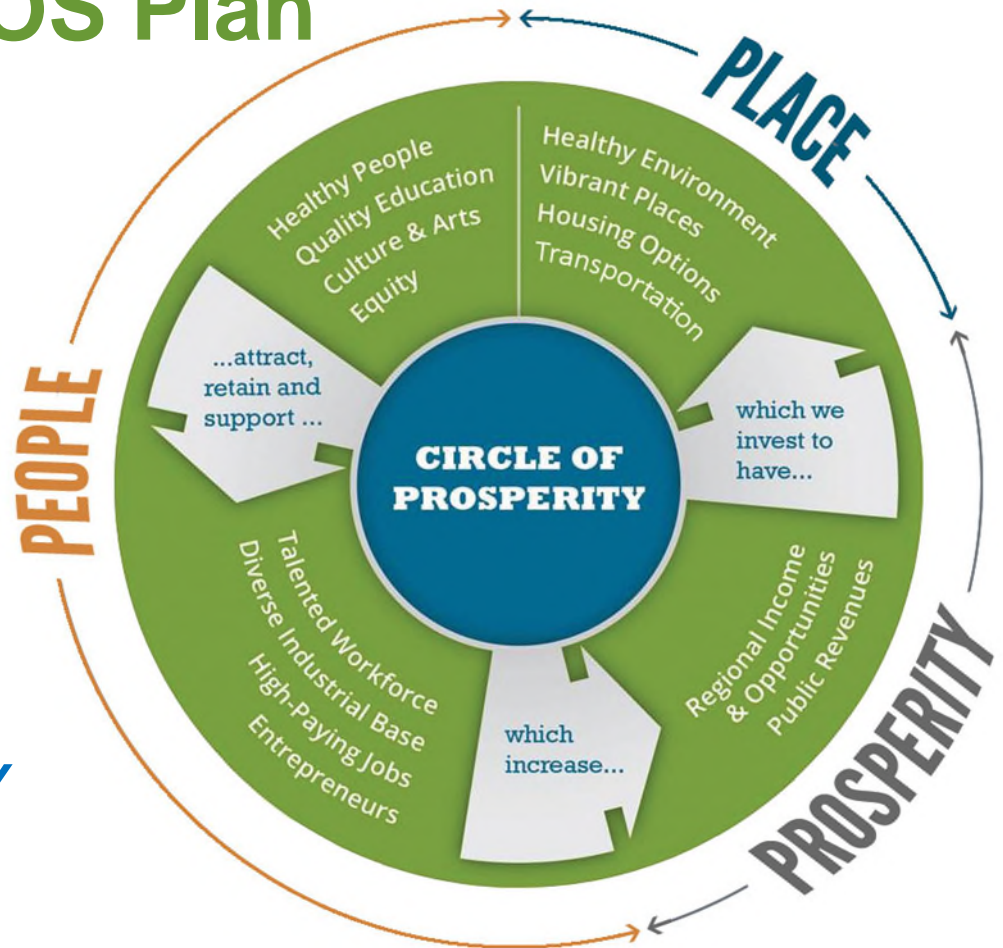 OS Plan
PLACE
PEOPLE
PROSPERITY
Healthy People
Quality Education
Culture & Arts
Equity
Healthy Environment
Vibrant Places
Housing Options
Transportation
...attract,
retain and
support ...
which we
invest to
have...
CIRCLE OF
PROSPERITY
Talented Workforce
Diverse Industrial Base
High-Paying Jobs
Entrepreneurs
which
increase...
Regional Income
& Opportunities
Public Revenues
Y